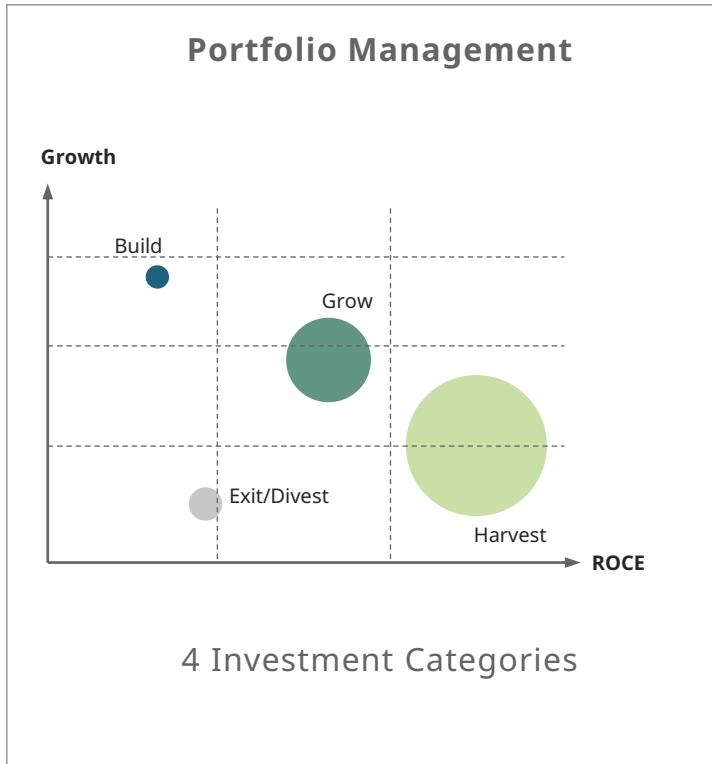 Portfolio Management
Growth
Build
Grow
Exit/Divest
Harvest
ROCE
4 Investment Categories